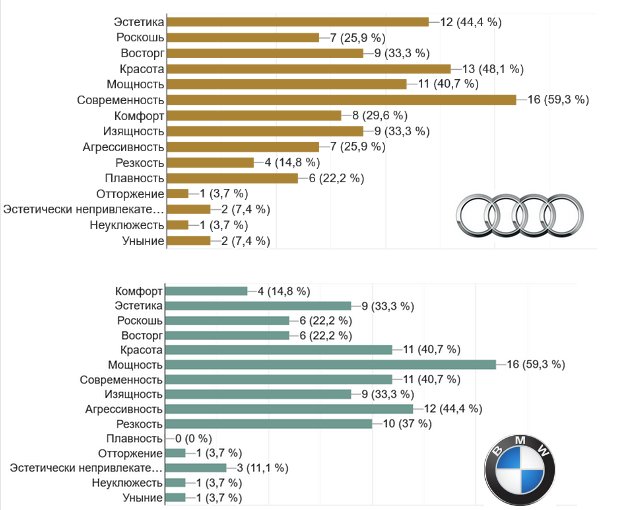 Эстетика 12 (44,4 %)
Роскошь 7 (25,9 %)
Восторг 9 (33,3 %)
Красота 13 (48,1 %)
Мощность 11 (40,7 %)
Современность 16 (59,3 %)
Комфорт 8 (29,6 %)
Изящность 9 (33,3 %)
Агрессивность 7 (25,9 %)
Резкость 4 (14,8 %)
Плавность 6 (22,2 %)
Отторжение 1 (3,7 %)
Эстетически непривлекате… 2 (7,4 %)
Неуклюжесть 1 (3,7 %)
Уныние 2 (7,4 %)
Комфорт 4 (14,8 %)
Эстетика 9 (33,3 %)
Роскошь 6 (22,2 %)
Восторг 6 (22,2 %)
Красота 11 (40,7 %)
Мощность 16 (59,3 %)
Современность 11 (40,7 %)
Изящность 9 (33,3 %)
Агрессивность 12 (44,4 %)
Резкость 10 (37 %)
Плавность 0 (0 %)
Отторжение 1 (3,7 %)
Эстетически непривлекате… 3 (11,1 %)
Неуклюжесть 1 (3,7 %)
Уныние 1 (3,7 %)
BMW